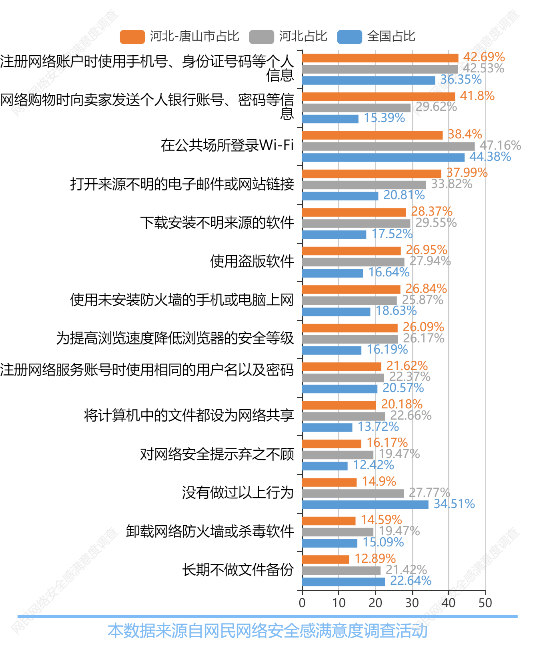 河北-唐山市占比 河北占比 全国占比
注册网络账户时使用手机号、身份证号码等个人
信息
42.69%
42.53%
36.35%
网络购物时向卖家发送个人银行账号、密码等信
息
41.8%
29.62%
15.39%
在公共场所登录Wi-Fi
38.4%
47.16%
44.38%
打开来源不明的电子邮件或网站链接
37.99%
33.82%
20.81%
下载安装不明来源的软件
28.37%
29.55%
17.52%
使用盗版软件
26.95%
27.94%
16.64%
使用未安装防火墙的手机或电脑上网
26.84%
25.87%
18.63%
为提高浏览速度降低浏览器的安全等级
26.09%
26.17%
16.19%
注册网络服务账号时使用相同的用户名以及密码
21.62%
22.37%
20.57%
将计算机中的文件都设为网络共享
20.18%
22.66%
13.72%
对网络安全提示弃之不顾
16.17%
19.47%
12.42%
没有做过以上行为
14.9%
27.77%
34.51%
卸载网络防火墙或杀毒软件
14.59%
19.47%
15.09%
长期不做文件备份
12.89%
21.42%
22.64%
0 10 20 30 40 50
本数据来源自网民网络安全感满意度调查活动